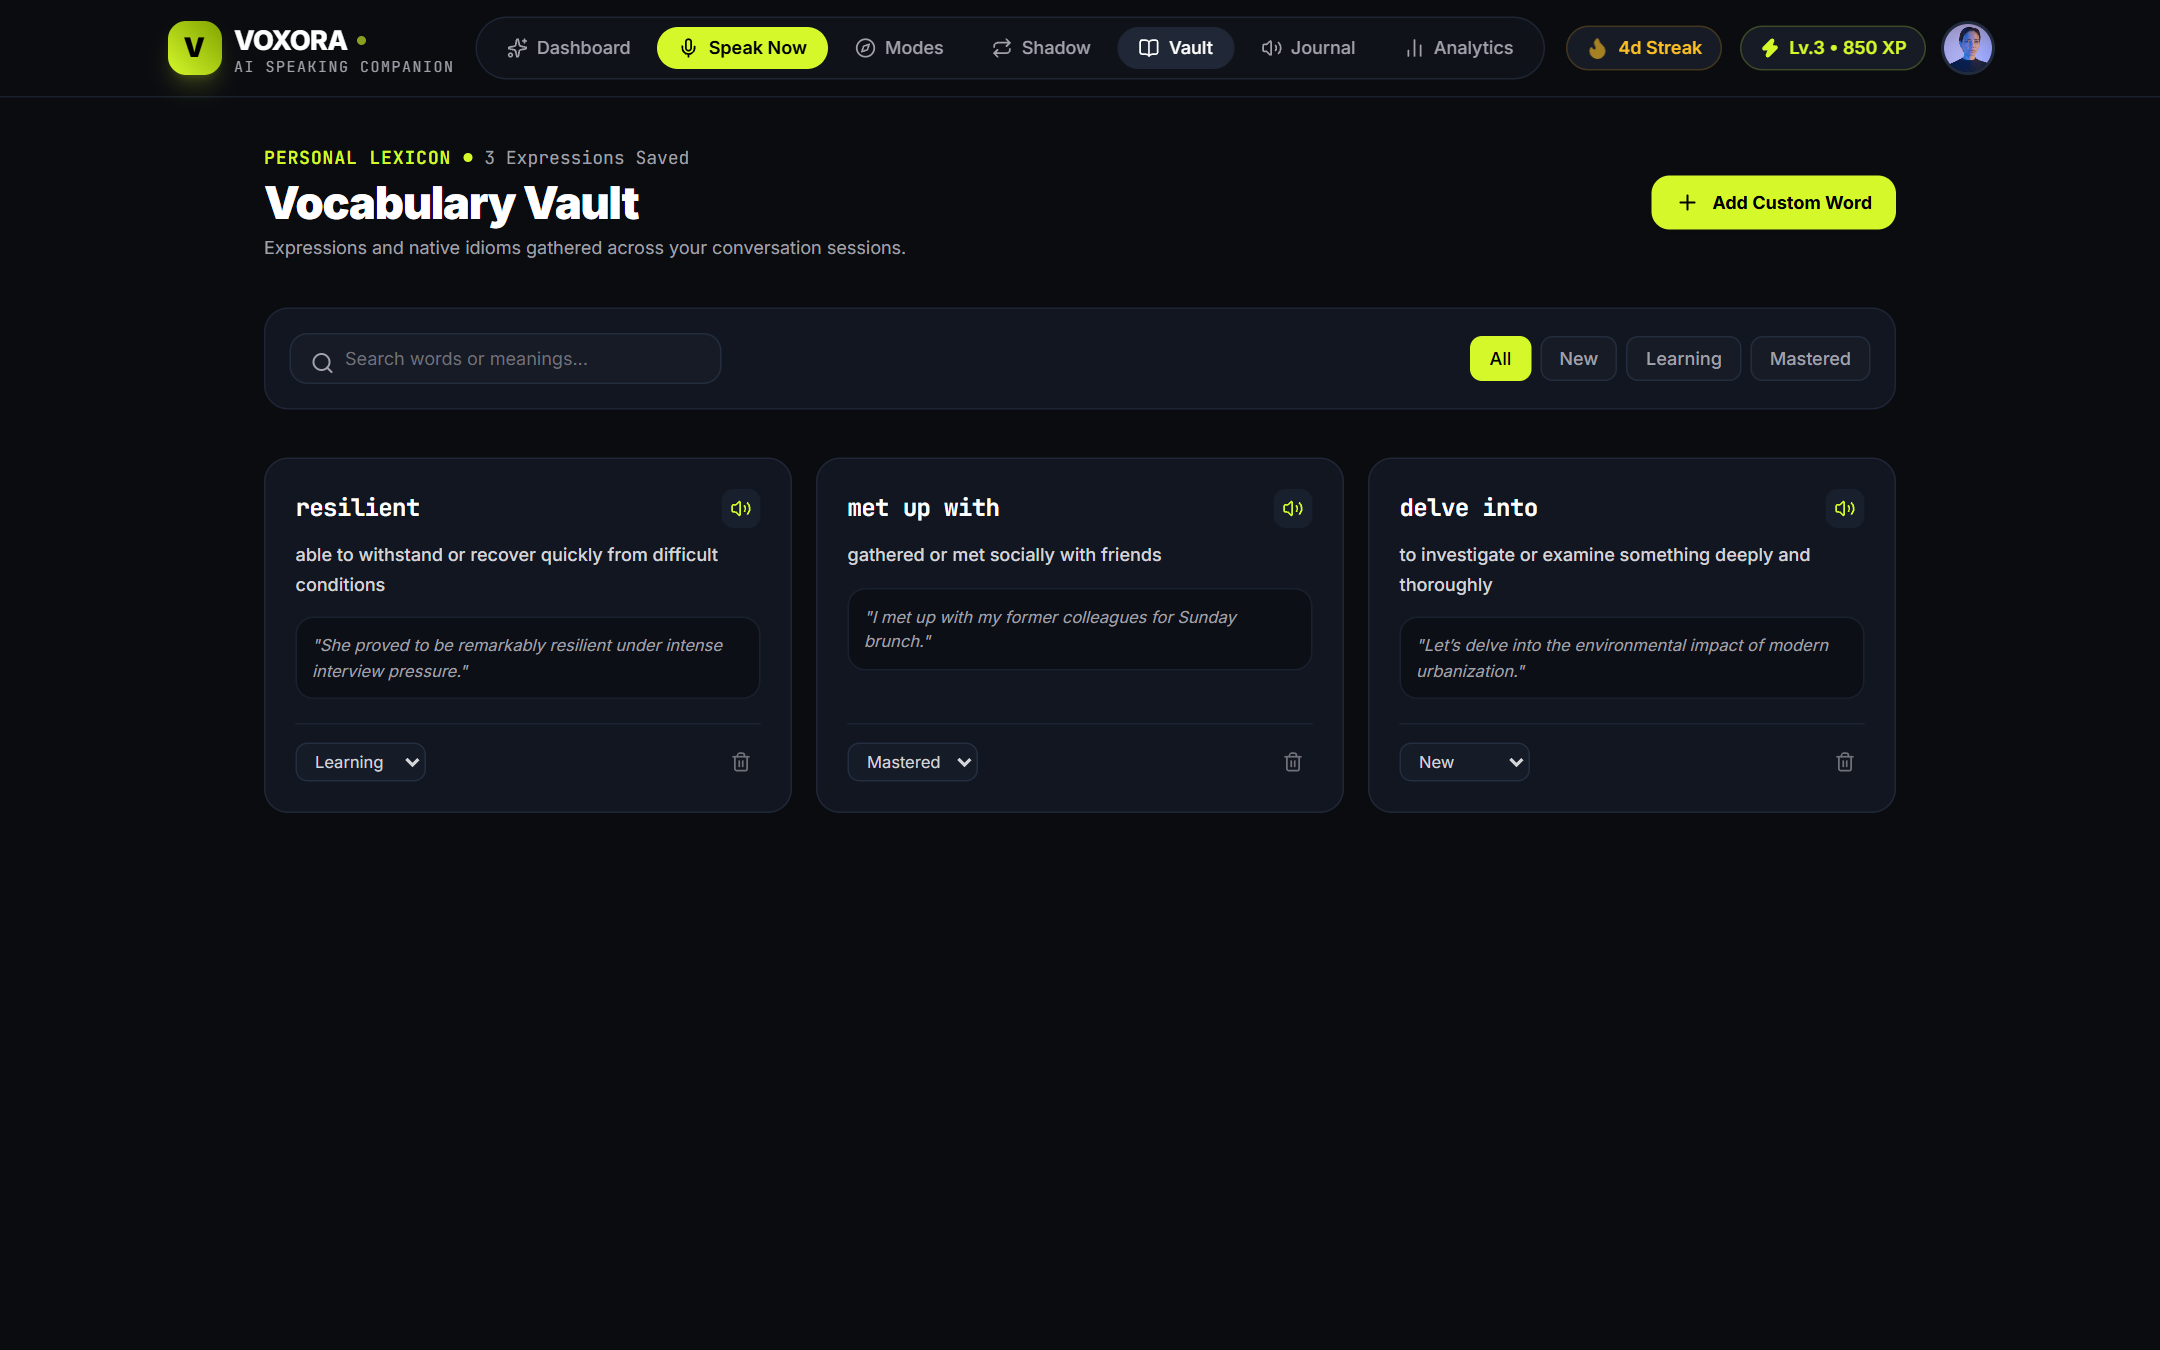 V
VOXORA
AI SPEAKING COMPANION
Dashboard
Speak Now
Modes
Shadow
Vault
Journal
Analytics
4d Streak
Lv.3 • 850 XP
PERSONAL LEXICON • 3 Expressions Saved
Vocabulary Vault
Expressions and native idioms gathered across your conversation sessions.
+ Add Custom Word
Search words or meanings...
All
New
Learning
Mastered
resilient
able to withstand or recover quickly from difficult
conditions
"She proved to be remarkably resilient under intense
interview pressure."
Learning
met up with
gathered or met socially with friends
"I met up with my former colleagues for Sunday
brunch."
Mastered
delve into
to investigate or examine something deeply and
thoroughly
"Let's delve into the environmental impact of modern
urbanization."
New